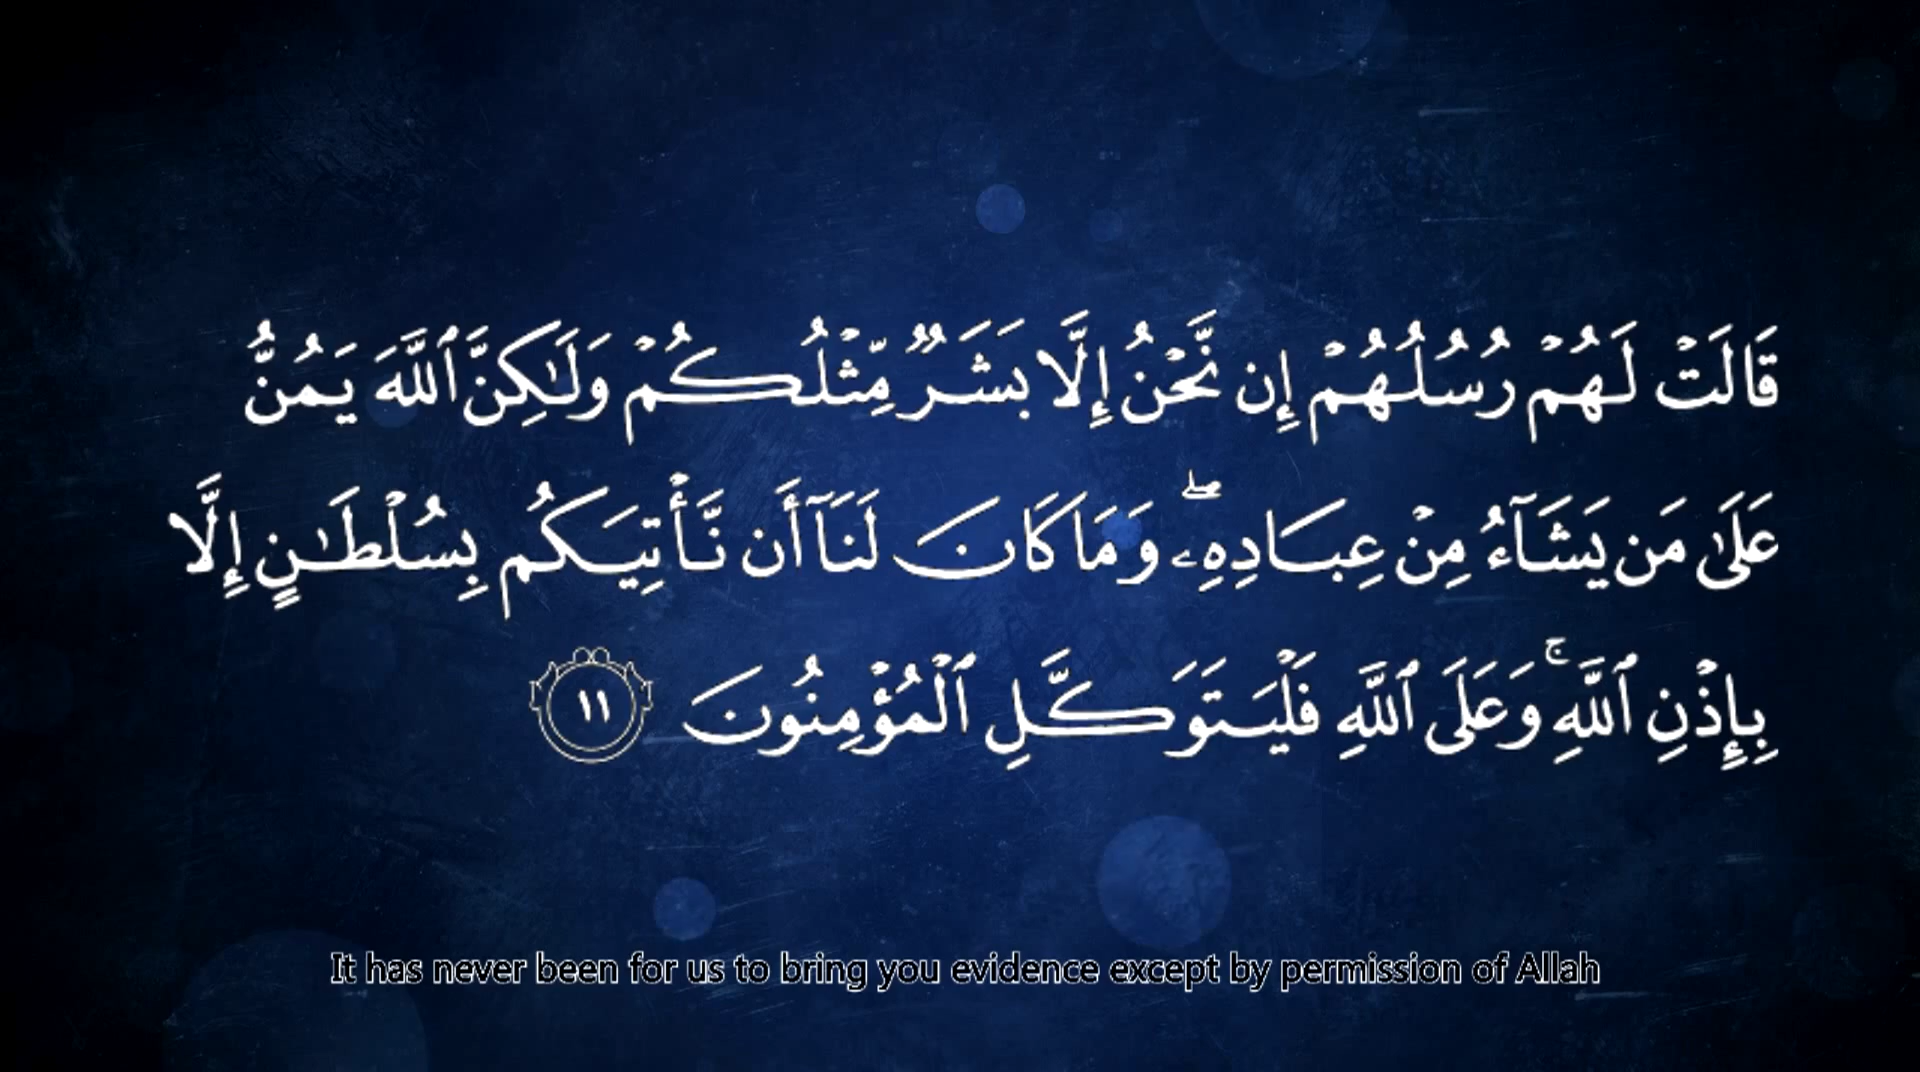 قَالَتْ لَهُمْ رُسُلُهُمْ إِن نَّحْنُ إِلَّا بَشَرٌ مِّثْلُكُمْ وَلَٰكِنَّ ٱللَّهَ يَمُنُّ
عَلَىٰ مَن يَشَآءُ مِنْ عِبَادِهِۦ ۖ وَمَا كَانَ لَنَآ أَن نَّأْتِيَكُم بِسُلْطَٰنٍ إِلَّا
بِإِذْنِ ٱللَّهِ ۚ وَعَلَى ٱللَّهِ فَلْيَتَوَكَّلِ ٱلْمُؤْمِنُونَ ١١
It has never been for us to bring you evidence except by permission of Allah